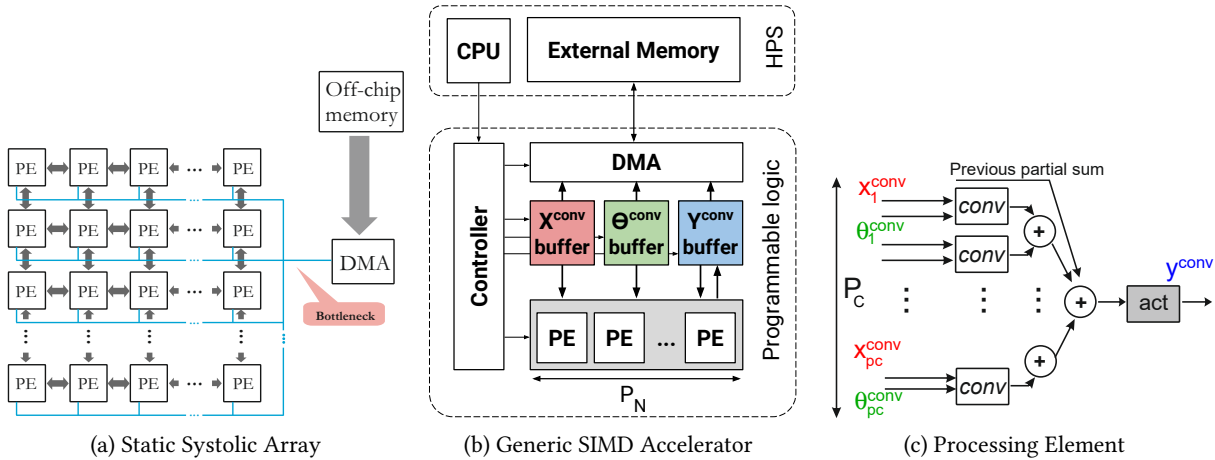 Off-chip
memory
PE
PE
PE
...
PE
PE
PE
PE
...
PE
DMA
PE
PE
PE
...
PE
Bottleneck
...
PE
PE
PE
...
PE
(a) Static Systolic Array
CPU
External Memory
HPS
Controller
DMA
X^conv
buffer
Θ^conv
buffer
Y^conv
buffer
PE
PE
...
PE
P_N
Programmable logic
(b) Generic SIMD Accelerator
Previous partial sum
x_1^conv
conv
θ_1^conv
+
conv
y^conv
P_C
+
act
x_pc^conv
+
conv
θ_pc^conv
(c) Processing Element